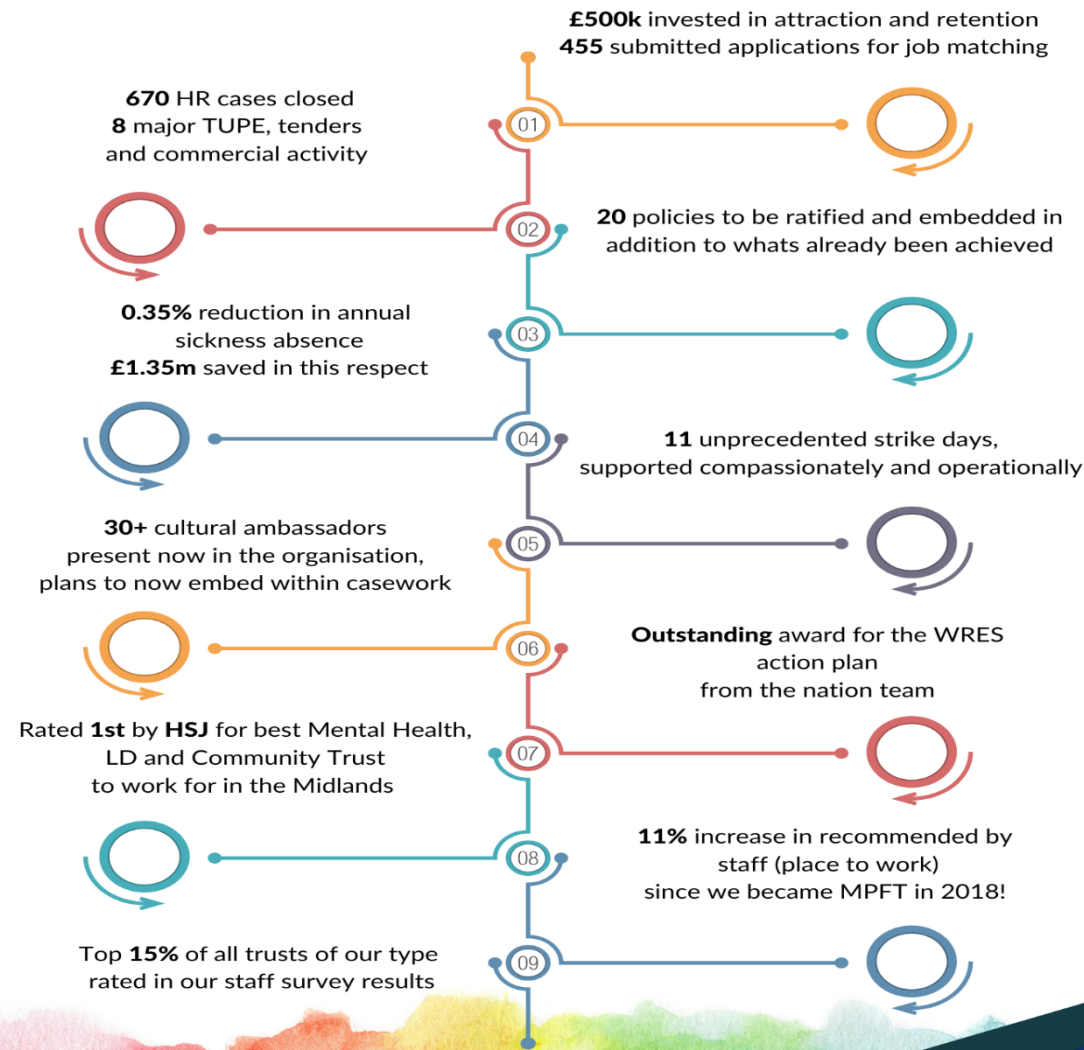 £500k invested in attraction and retention
455 submitted applications for job matching
01
670 HR cases closed
8 major TUPE, tenders
and commercial activity
02
20 policies to be ratified and embedded in
addition to whats already been achieved
03
0.35% reduction in annual
sickness absence
£1.35m saved in this respect
04
11 unprecedented strike days,
supported compassionately and operationally
05
30+ cultural ambassadors
present now in the organisation,
plans to now embed within casework
06
Outstanding award for the WRES
action plan
from the nation team
07
Rated 1st by HSJ for best Mental Health,
LD and Community Trust
to work for in the Midlands
08
11% increase in recommended by
staff (place to work)
since we became MPFT in 2018!
09
Top 15% of all trusts of our type
rated in our staff survey results